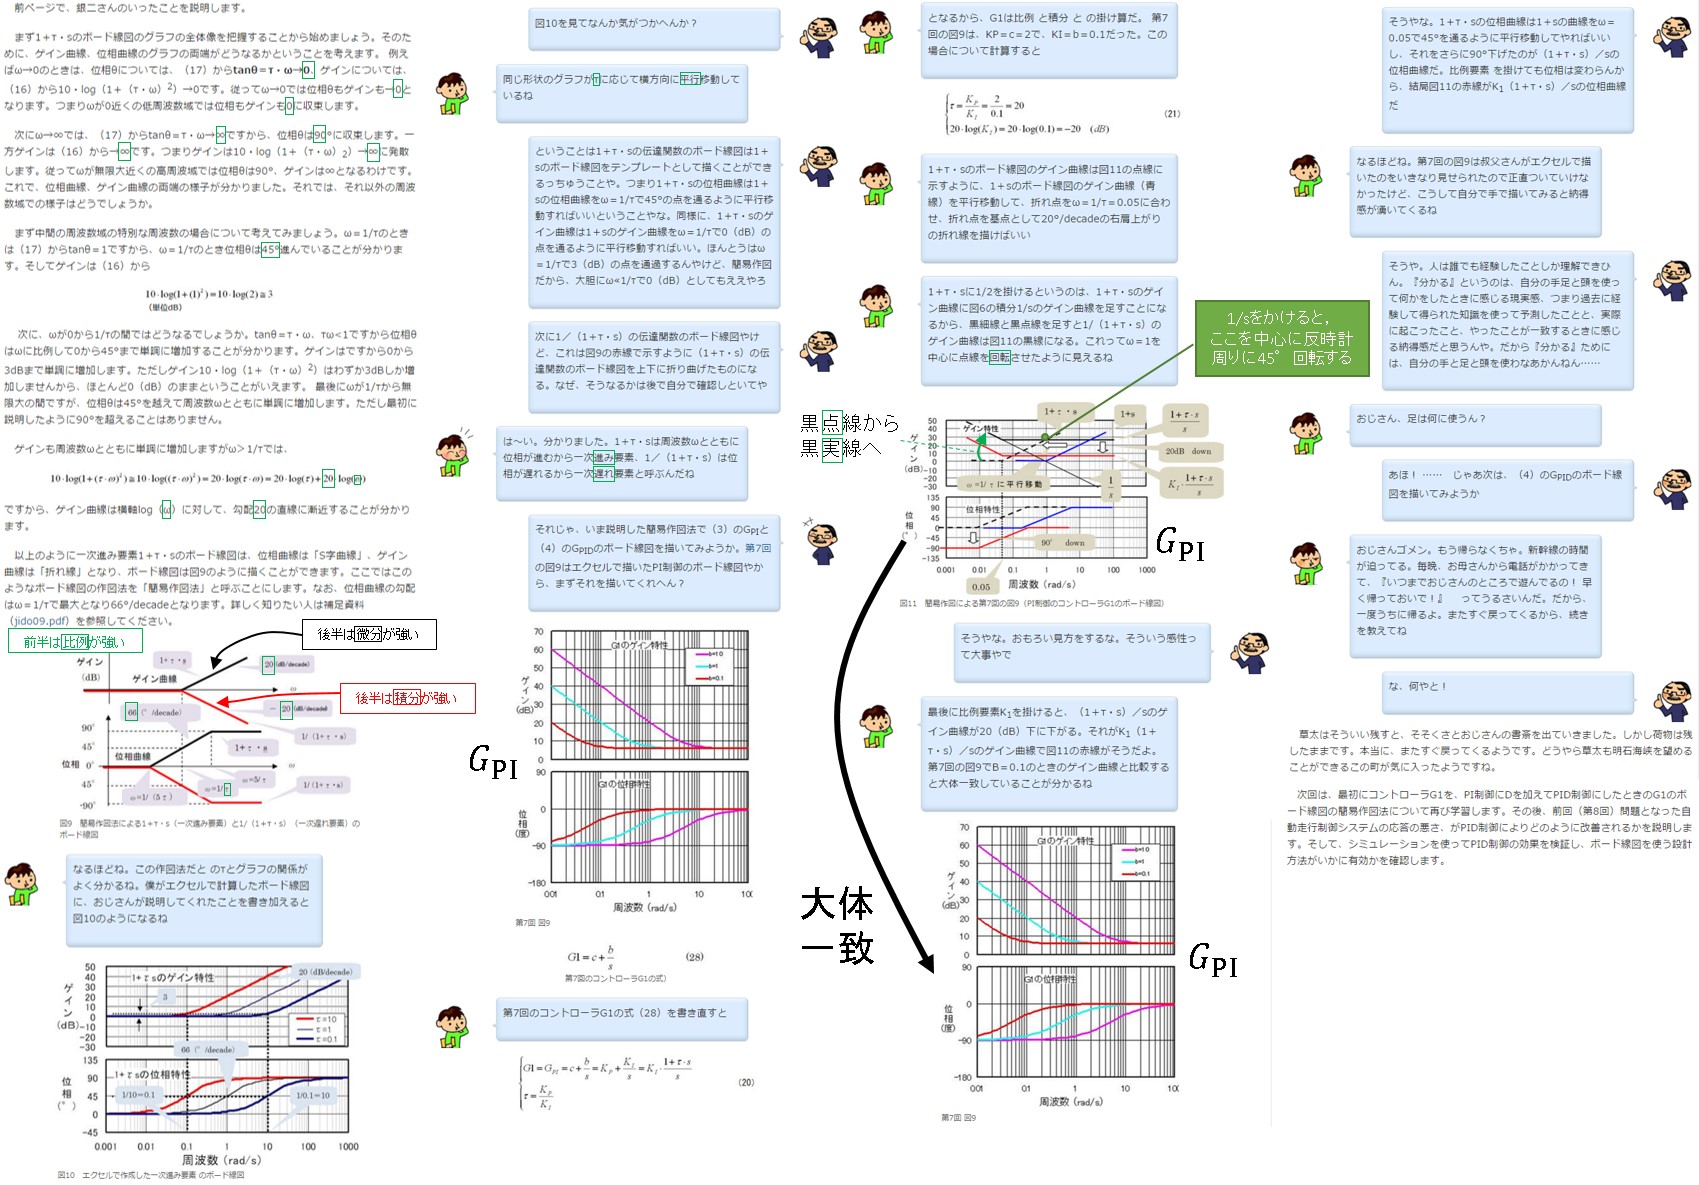 前ページで、銀二さんのいったことを説明します。
まず1+τ・sのボード線図のグラフの全体像を把握することから始めましょう。そのた
めに、ゲイン曲線、位相曲線のグラフの両端がどうなるかということを考えます。 例え
ばω→0のときは、位相θについては、（17）からtanθ＝τ・ω→0、ゲインについては、
（16）から10・log（1＋（τ・ω）2）→0です。従ってω→0では位相θもゲインも→0と
なります。つまりωが0近くの低周波数域では位相もゲインも0に収束します。
次にω→∞では、（17）からtanθ＝τ・ω→∞ですから、位相θは90°に収束します。一
方ゲインは（16）から→∞です。つまりゲインは10・log（1＋（τ・ω）2）→∞に発散
します。従ってωが無限大近くの高周波域では位相θは90°、ゲインは∞となるわけです。
これで、位相曲線、ゲイン曲線の両端の様子が分かりました。それでは、それ以外の周波
数域での様子はどうでしょうか。
まず中間の周波数域の特別な周波数の場合について考えてみましょう。ω＝1/τのとき
は（17）からtanθ＝1ですから、ω＝1/τのとき位相θは45°進んでいることが分かりま
す。そしてゲインは（16）から
10·log(1+(1)²)=10·log(2)≅3
（単位dB）
次に、ωが0から1/τの間ではどうなるでしょうか。tanθ＝τ・ω、τω<1ですから位相θ
はωに比例して0から45°まで単調に増加することが分かります。ゲインはですから0から
3dBまで単調に増加します。ただしゲイン10・log（1＋（τ・ω）2）はわずか3dBしか増
加しませんから、ほとんど0（dB）のままということがいえます。 最後にωが1/τから無
限大の間ですが、位相θは45°を越えて周波数ωとともに単調に増加します。ただし最初に
説明したように90°を超えることはありません。
ゲインも周波数ωとともに単調に増加しますがω>1/τでは、
10·log(1+(τ·ω)²)≅10·log((τ·ω)²)=20·log(τ·ω)=20·log(τ)+20·log(ω)
ですから、ゲイン曲線は横軸log（ω）に対して、勾配20の直線に漸近することが分かり
ます。
以上のように一次進み要素1＋τ・sのボード線図は、位相曲線は「S字曲線」、ゲイン
曲線は「折れ線」となり、ボード線図は図9のように描くことができます。ここではこの
ようなボード線図の作図法を「簡易作図法」と呼ぶことにします。なお、位相曲線の勾配
はω＝1/τで最大となり66°/decadeとなります。詳しく知りたい人は補足資料
（jido09.pdf）を参照してください。
前半は比例が強い
後半は微分が強い
後半は積分が強い
ゲイン
(dB)
1+τ・s
ゲイン曲線
20 (dB/decade)
ω
－ 20 (dB/decade)
66（°/decade）
1/（1+τ・s）
90°
45°
位相曲線
1+τ・s
位相 0
ω
45°
-90°
ω=5/τ
ω=1/τ
ω=1/（5τ）
1/（1+τ・s）
図9　簡易作図法による1+τ・s（一次進み要素）と1/（1+τ・s）（一次遅れ要素）の
ボード線図
なるほどね。この作図法だと のτとグラフの関係が
よく分かるね。僕がエクセルで計算したボード線図
に、おじさんが説明してくれたことを書き加えると
図10のようになるね
50
40
30
20
10
0
-10
-20
-30
ゲイン(dB)
1+τsのゲイン特性
20 (dB/decade)
3
τ=10
τ=1
τ=0.1
66（°/decade）
135
90
45
0
-45
位相(°)
1+τsの位相特性
1/10=0.1
1/0.1=10
0.001 0.01 0.1 1 10 100 1000
周波数（rad/s）
図10　エクセルで作成した一次進み要素 のボード線図
図10を見てなんか気がつかへんか？
同じ形状のグラフがτに応じて横方向に平行移動して
いるね
ということは1＋τ・sの伝達関数のボード線図は1＋
sのボード線図をテンプレートとして描くことができ
るっちゅうことや。つまり1＋τ・sの位相曲線は1＋
sの位相曲線をω＝1/τで45°の点を通るように平行移
動すればいいということやな。同様に、1＋τ・sのゲ
イン曲線は1＋sのゲイン曲線をω＝1/τで0（dB）の
点を通るように平行移動すればいい。ほんとうはω
＝1/τで3（dB）の点を通過するんやけど、簡易作図
だから、大胆にω«1/τで0（dB）としてもええやろ
次に1／（1＋τ・s）の伝達関数のボード線図やけ
ど、これは図9の赤線で示すように（1＋τ・s）の伝
達関数のボード線図を上下に折り曲げたものにな
る。なぜ、そうなるかは後で自分で確認しといてや
は～い。分かりました。1＋τ・sは周波数ωとともに
位相が進むから一次進み要素、1／（1＋τ・s）は位
相が遅れるから一次遅れ要素と呼ぶんだね
それじゃ、いま説明した簡易作図法で（3）のGPIと
（4）のGPIDのボード線図を描いてみようか。第7回
の図9はエクセルで描いたPI制御のボード線図やか
ら、まずそれを描いてくれへん？
GPI
70
60
50
40
30
20
10
0
ゲイン(dB)
G1のゲイン特性
b=10
b=1
b=0.1
90
0
-90
-180
位相(度)
G1の位相特性
0.01 0.1 1 10 100
周波数 (rad/s)
第7回 図9
G1 = c + b/s (28)
第7回のコントローラG1の式）
第7回のコントローラG1の式（28）を書き直すと
G1 = GPI = c + b/s = KP + KI/s = KI · (1+τ·s)/s
τ = KP/KI
(20)
となるから、G1は比例 と積分 と の掛け算だ。 第7
回の図9は、KP＝c＝2で、KI＝b＝0.1だった。この
場合について計算すると
τ = KP/KI = 2/0.1 = 20
20·log(KI) = 20·log(0.1) = −20 (dB)
(21)
1＋τ・sのボード線図のゲイン曲線は図11の点線に
示すように、1＋sのボード線図のゲイン曲線（青
線）を平行移動して、折れ点をω＝1/τ＝0.05に合わ
せ、折れ点を基点として20°/decadeの右肩上がり
の折れ線を描けばいい
1＋τ・sに1/2を掛けるというのは、1＋τ・sのゲイ
ン曲線に図6の積分1/sのゲイン曲線を足すことにな
るから、黒細線と黒点線を足すと1/（1＋τ・s）の
ゲイン曲線は図11の黒線になる。これってω＝1を
中心に点線を回転させたように見えるね
1/sをかけると，
ここを中心に反時計
周りに45°回転する
黒点線から
黒実線へ
50
40
30
20
10
0
-10
-20
-30
ゲイン(dB)
ゲイン特性
1+τ・s
1+s
1+τ·s/s
20dB down
ω=1/τ に平行移動
1/s
KI·1+τ·s/s
135
90
45
0
-45
-90
-135
位相(°)
位相特性
90° down
0.05
0.001 0.01 0.1 1 10 100 1000
周波数（rad/s）
GPI
図11　簡易作図による第7回の図9（PI制御のコントローラG1のボード線図）
そうやな。おもろい見方をするな。そういう感性っ
て大事やで
最後に比例要素K1を掛けると、（1＋τ・s）／sのゲ
イン曲線が20（dB）下に下がる。それがK1（1＋
τ・s）／sのゲイン曲線で図11の赤線がそうだよ。
第7回の図9でB＝0.1のときのゲイン曲線と比較する
と大体一致していることが分かるね
大体
一致
70
60
50
40
30
20
10
0
ゲイン(dB)
G1のゲイン特性
b=10
b=1
b=0.1
90
0
-90
-180
位相(度)
G1の位相特性
0.01 0.1 1 10 100
周波数 (rad/s)
GPI
第7回 図9
そうやな。1＋τ・sの位相曲線は1＋sの曲線をω＝
0.05で45°を通るように平行移動してやればいい
し、それをさらに90°下げたのが（1＋τ・s）／sの
位相曲線だ。比例要素 を掛けても位相は変わらんか
ら、結局図11の赤線がK1（1＋τ・s）／sの位相曲線
だ
なるほどね。第7回の図9は叔父さんがエクセルで描
いたのをいきなり見せられたので正直ついていけな
かったけど、こうして自分で手で描いてみると納得
感が湧いてくるね
そうや。人は誰でも経験したことしか理解できひ
ん。『分かる』というのは、自分の手足と頭を使っ
て何かをしたときに感じる現実感、つまり過去に経
験して得られた知識を使って予測したことと、実際
に起こったこと、やったことが一致するときに感じ
る納得感だと思うんや。だから『分かる』ために
は、自分の手と足と頭を使わなあかんねん……
おじさん、足は何に使うん？
あほ！ …… じゃあ次は、（4）のGPIDのボード線
図を描いてみようか
おじさんゴメン。もう帰らなくちゃ。新幹線の時間
が迫ってる。毎晩、お母さんから電話がかかってき
て、『いつまでおじさんのところで遊んでるの！ 早
く帰っておいで！』 ってうるさいんだ。だから、
一度うちに帰るよ。またすぐ戻ってくるから、続き
を教えてね
な、何やと！
草太はそういい残すと、そそくさとおじさんの書斎を出ていきました。しかし荷物は残
したままです。本当に、またすぐ戻ってくるようです。どうやら草太も明石海峡を望める
ことができるこの町が気に入ったようですね。
次回は、最初にコントローラG1を、PI制御にDを加えてPID制御にしたときのG1のボ
ード線図の簡易作図法について再び学習します。その後、前回（第8回）問題となった自
動走行制御システムの応答の悪さ、がPID制御によりどのように改善されるかを説明しま
す。そして、シミュレーションを使ってPID制御の効果を検証し、ボード線図を使う設計
方法がいかに有効かを確認します。